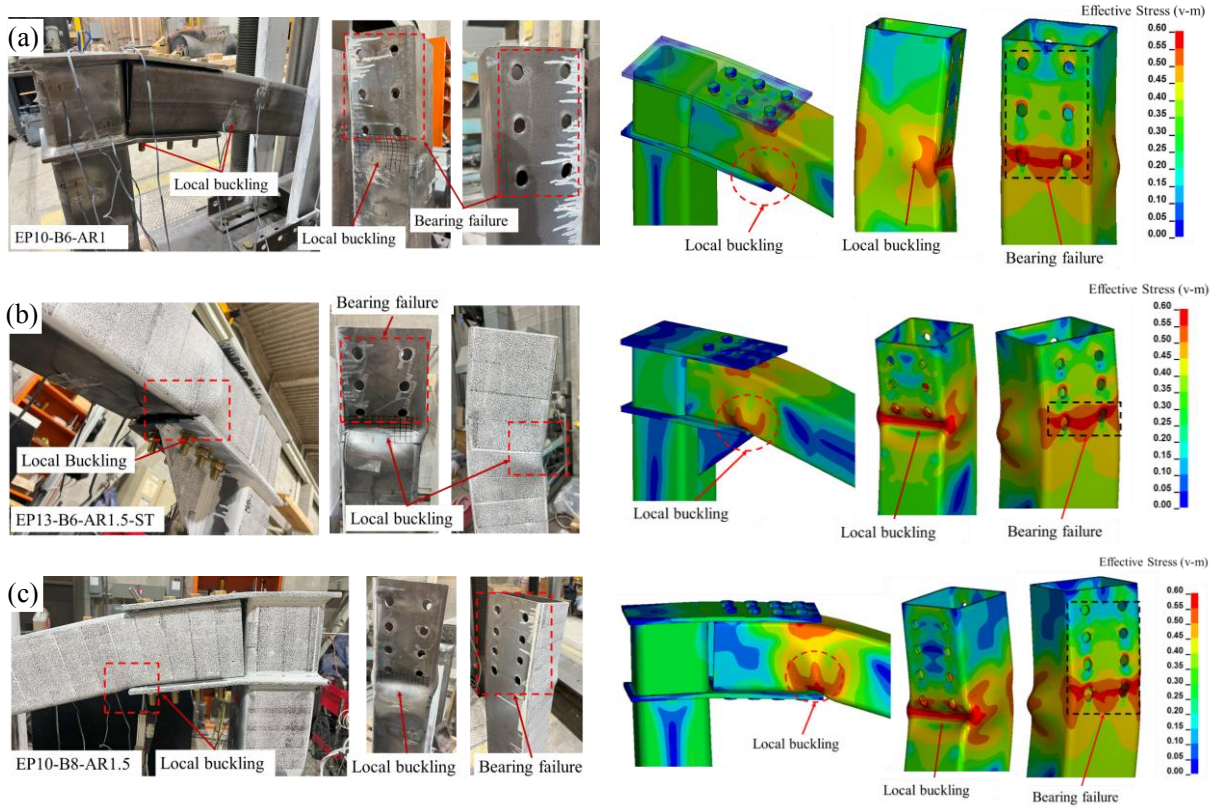 (a)
Local buckling
EP10-B6-AR1
Bearing failure
Local buckling
Local buckling
Local buckling
Bearing failure
Effective Stress (v-m)
0.60
0.55
0.50
0.45
0.40
0.35
0.30
0.25
0.20
0.15
0.10
0.05
0.00
(b)
Local Buckling
EP13-B6-AR1.5-ST
Bearing failure
Local buckling
Local buckling
Local buckling
Bearing failure
Effective Stress (v-m)
0.60
0.55
0.50
0.45
0.40
0.35
0.30
0.25
0.20
0.15
0.10
0.05
0.00
(c)
Local buckling
EP10-B8-AR1.5
Local buckling
Bearing failure
Local buckling
Local buckling
Bearing failure
Effective Stress (v-m)
0.60
0.55
0.50
0.45
0.40
0.35
0.30
0.25
0.20
0.15
0.10
0.05
0.00